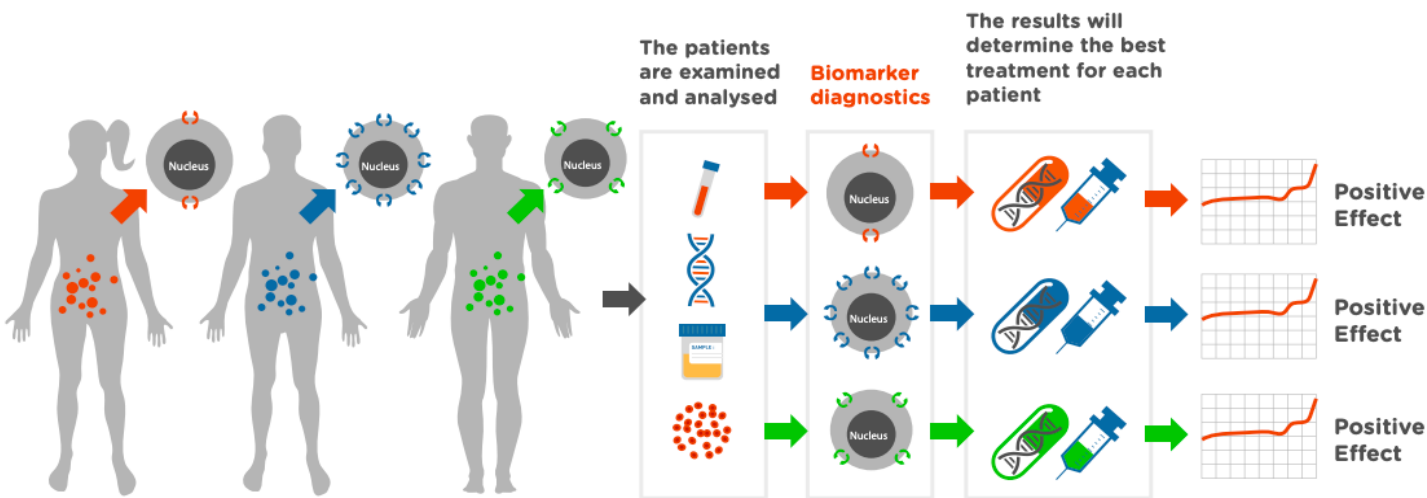 The patients
are examined
and analysed
Biomarker
diagnostics
The results will
determine the best
treatment for each
patient
Nucleus
Nucleus
Nucleus
Nucleus
Positive
Effect
SAMPLE:
Nucleus
Positive
Effect
Nucleus
Positive
Effect